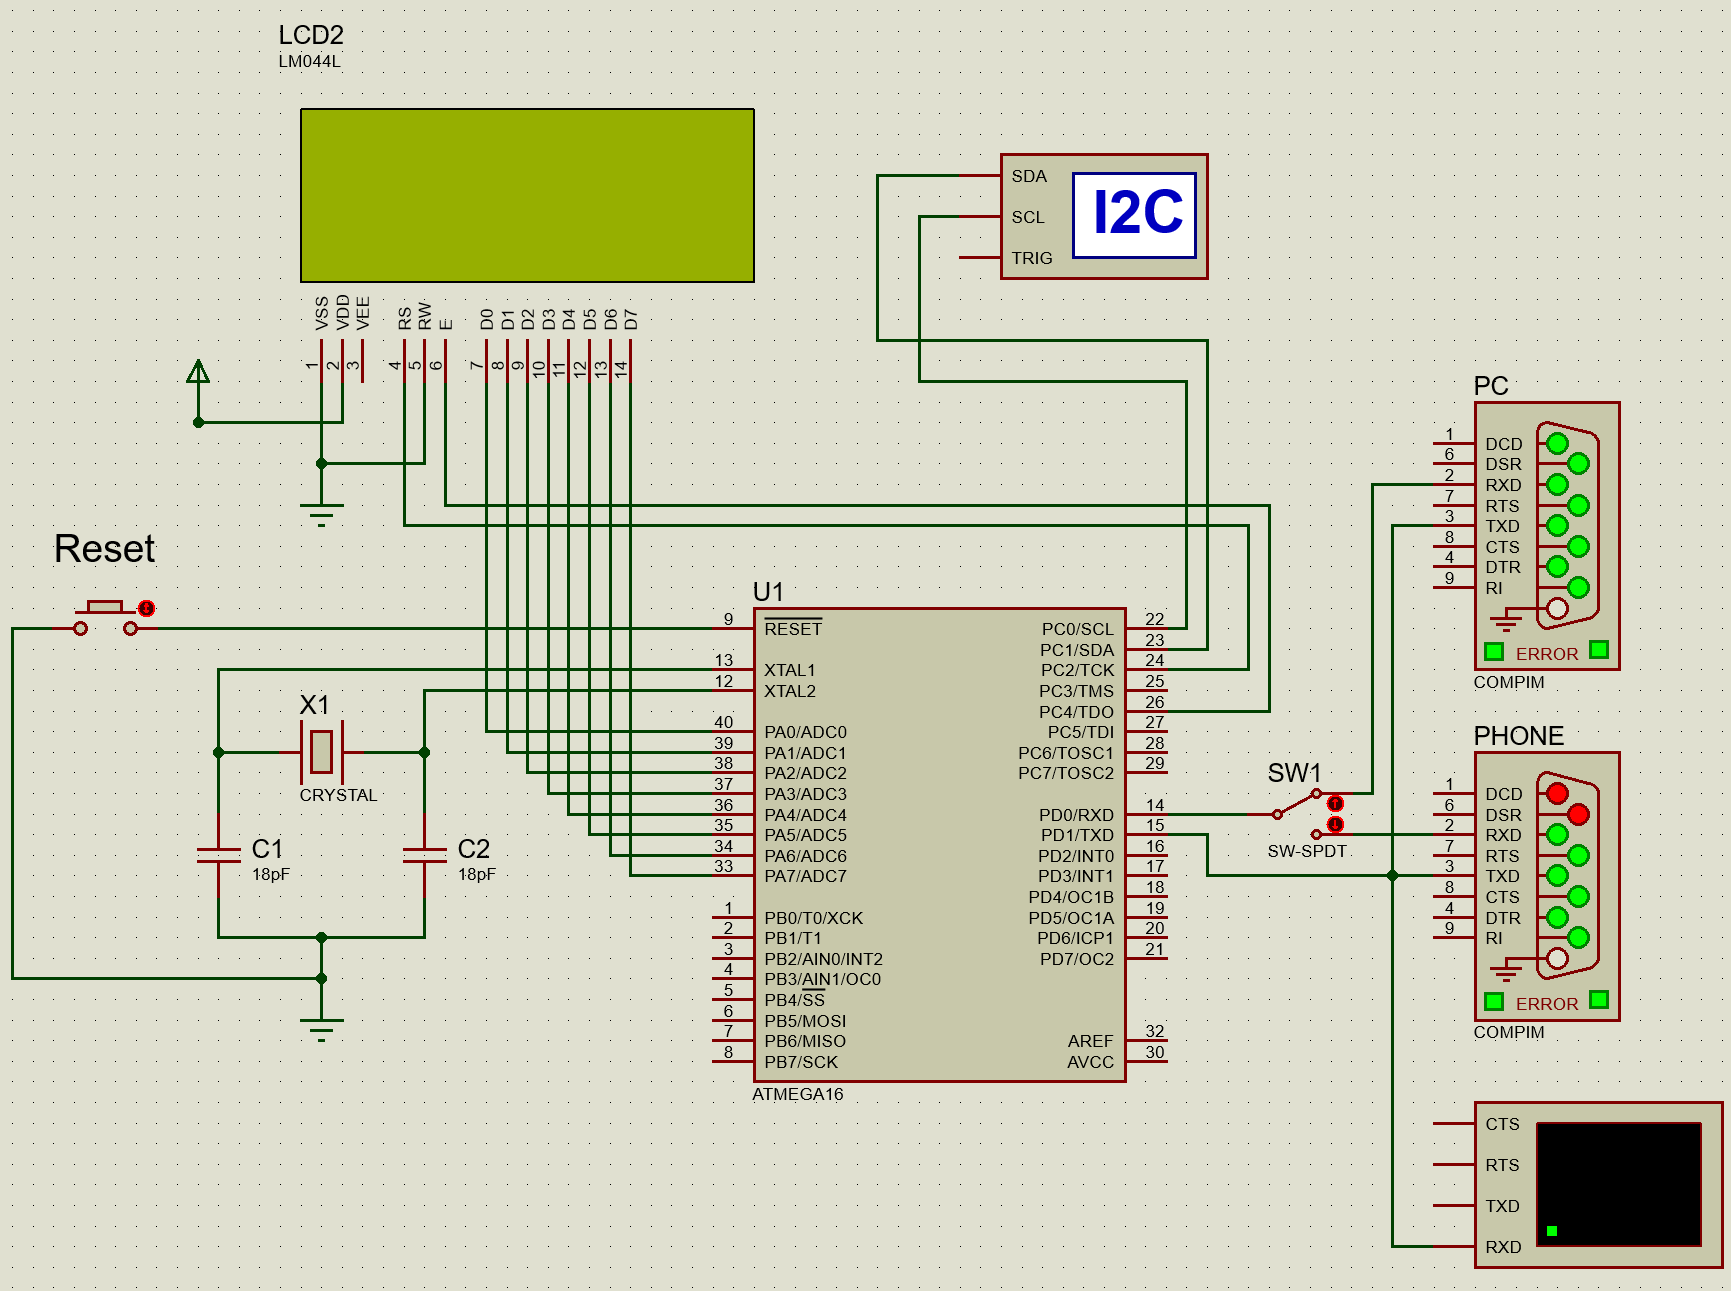 LCD2
LM044L
VSS
VDD
VEE
RS
RW
E
D0
D1
D2
D3
D4
D5
D6
D7
1
2
3
4
5
6
7
8
9
10
11
12
13
14
SDA
SCL
TRIG
I2C
Reset
X1
CRYSTAL
C1
18pF
C2
18pF
U1
9 RESET
13 XTAL1
12 XTAL2
40 PA0/ADC0
39 PA1/ADC1
38 PA2/ADC2
37 PA3/ADC3
36 PA4/ADC4
35 PA5/ADC5
34 PA6/ADC6
33 PA7/ADC7
1 PB0/T0/XCK
2 PB1/T1
3 PB2/AIN0/INT2
4 PB3/AIN1/OC0
5 PB4/SS
6 PB5/MOSI
7 PB6/MISO
8 PB7/SCK
PC0/SCL 22
PC1/SDA 23
PC2/TCK 24
PC3/TMS 25
PC4/TDO 26
PC5/TDI 27
PC6/TOSC1 28
PC7/TOSC2 29
PD0/RXD 14
PD1/TXD 15
PD2/INT0 16
PD3/INT1 17
PD4/OC1B 18
PD5/OC1A 19
PD6/ICP1 20
PD7/OC2 21
AREF 32
AVCC 30
ATMEGA16
SW1
SW-SPDT
PC
1 DCD
6 DSR
2 RXD
7 RTS
3 TXD
8 CTS
4 DTR
9 RI
ERROR
COMPIM
PHONE
1 DCD
6 DSR
2 RXD
7 RTS
3 TXD
8 CTS
4 DTR
9 RI
ERROR
COMPIM
CTS
RTS
TXD
RXD